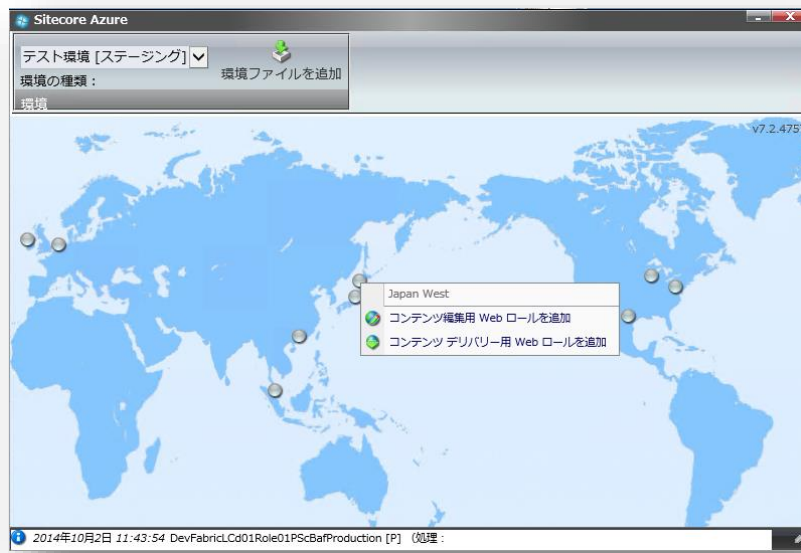 Sitecore Azure
テスト環境 [ステージング]
環境ファイルを追加
環境の種類：
環境
v7.2.475
Japan West
コンテンツ編集用 Web ロールを追加
コンテンツ デリバリー用 Web ロールを追加
2014年10月2日 11:43:54 DevFabricLCd01Role01PScBafProduction [P] （処理：